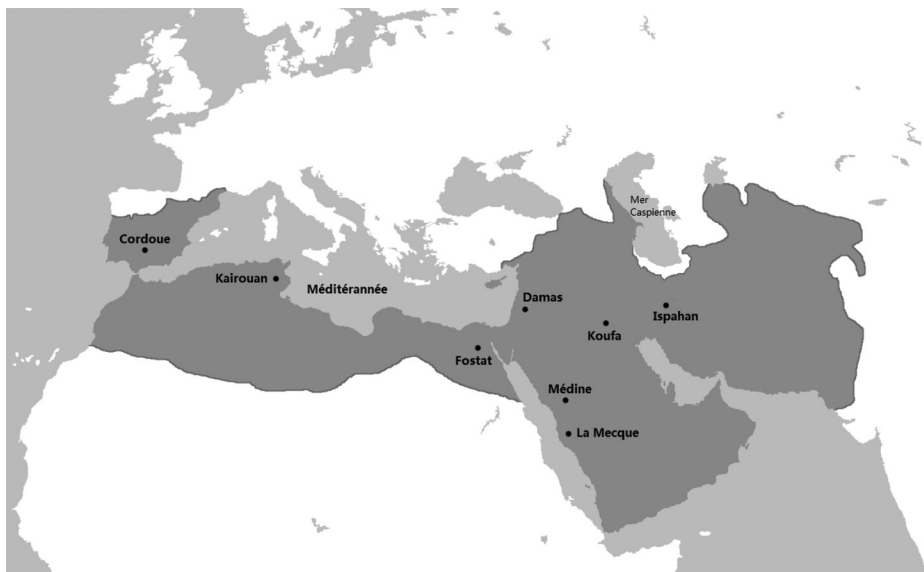 Mer
Caspienne
Cordoue
Kairouan
Méditérannée
Damas
Ispahan
Koufa
Fostat
Médine
La Mecque